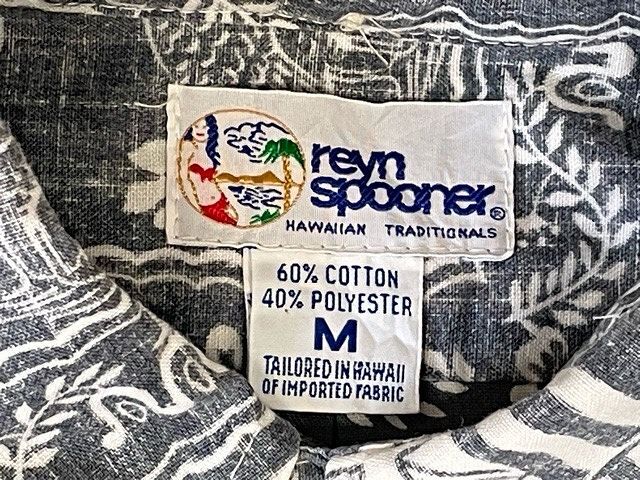 reyn
spooner®
HAWAIIAN TRADITIONALS
60% COTTON
40% POLYESTER
M
TAILORED IN HAWAII
OF IMPORTED FABRIC